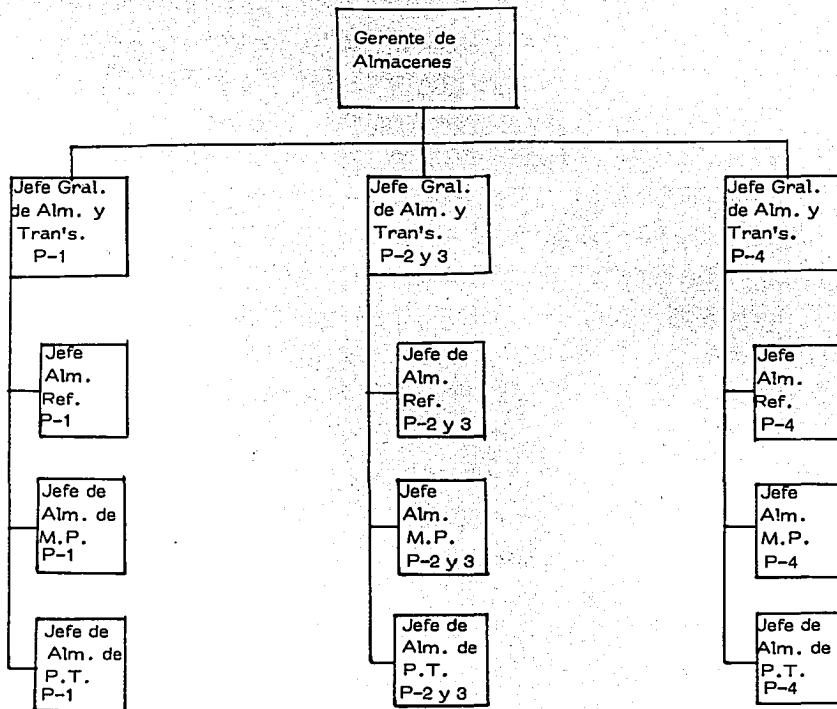 Gerente de
Almacenes
Jefe Gral.
de Alm. y
Tran's.
P-1
Jefe Gral.
de Alm. y
Tran's.
P-2 y 3
Jefe Gral.
de Alm. y
Tran's.
P-4
Jefe
Alm.
Ref.
P-1
Jefe de
Alm.
Ref.
P-2 y 3
Jefe
Alm.
Ref.
P-4
Jefe de
Alm. de
M.P.
P-1
Jefe
Alm.
M.P.
P-2 y 3
Jefe
Alm.
M.P.
P-4
Jefe de
Alm. de
P.T.
P-1
Jefe de
Alm. de
P.T.
P-2 y 3
Jefe de
Alm. de
P.T.
P-4